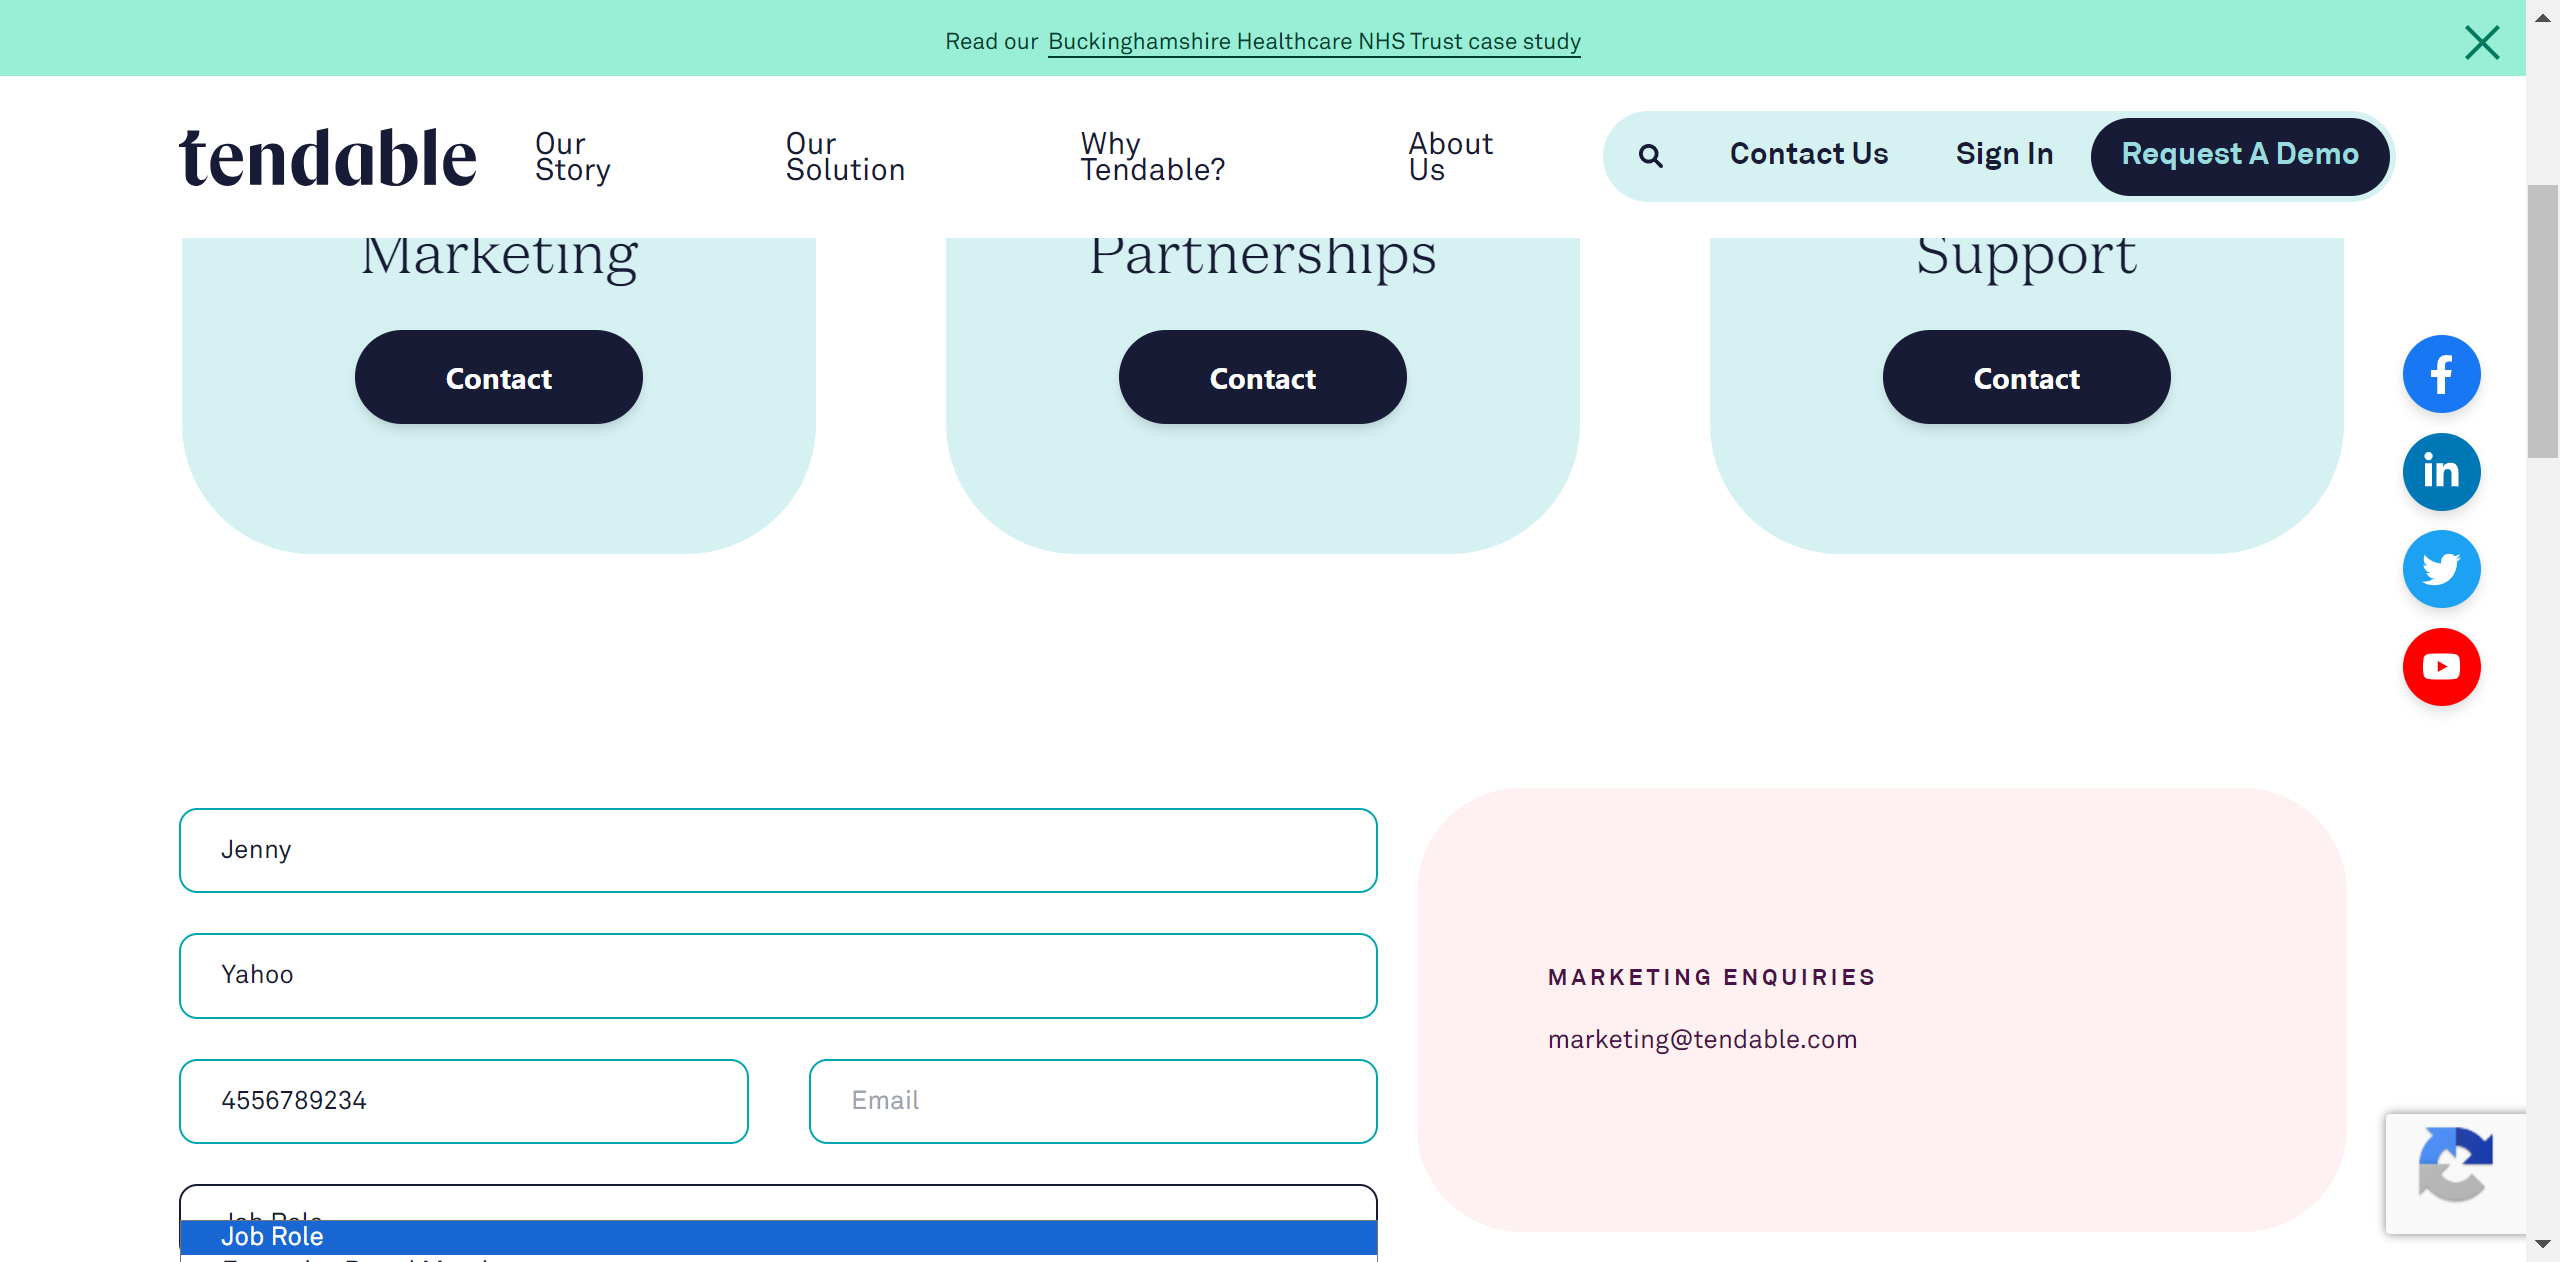 Read our Buckinghamshire Healthcare NHS Trust case study
tendable
Our Story
Our Solution
Why Tendable?
About Us
Contact Us
Sign In
Request A Demo
Marketing
Partnerships
Support
Contact
Contact
Contact
Jenny
Yahoo
4556789234
Email
MARKETING ENQUIRIES
marketing@tendable.com
Job Role
Job Role